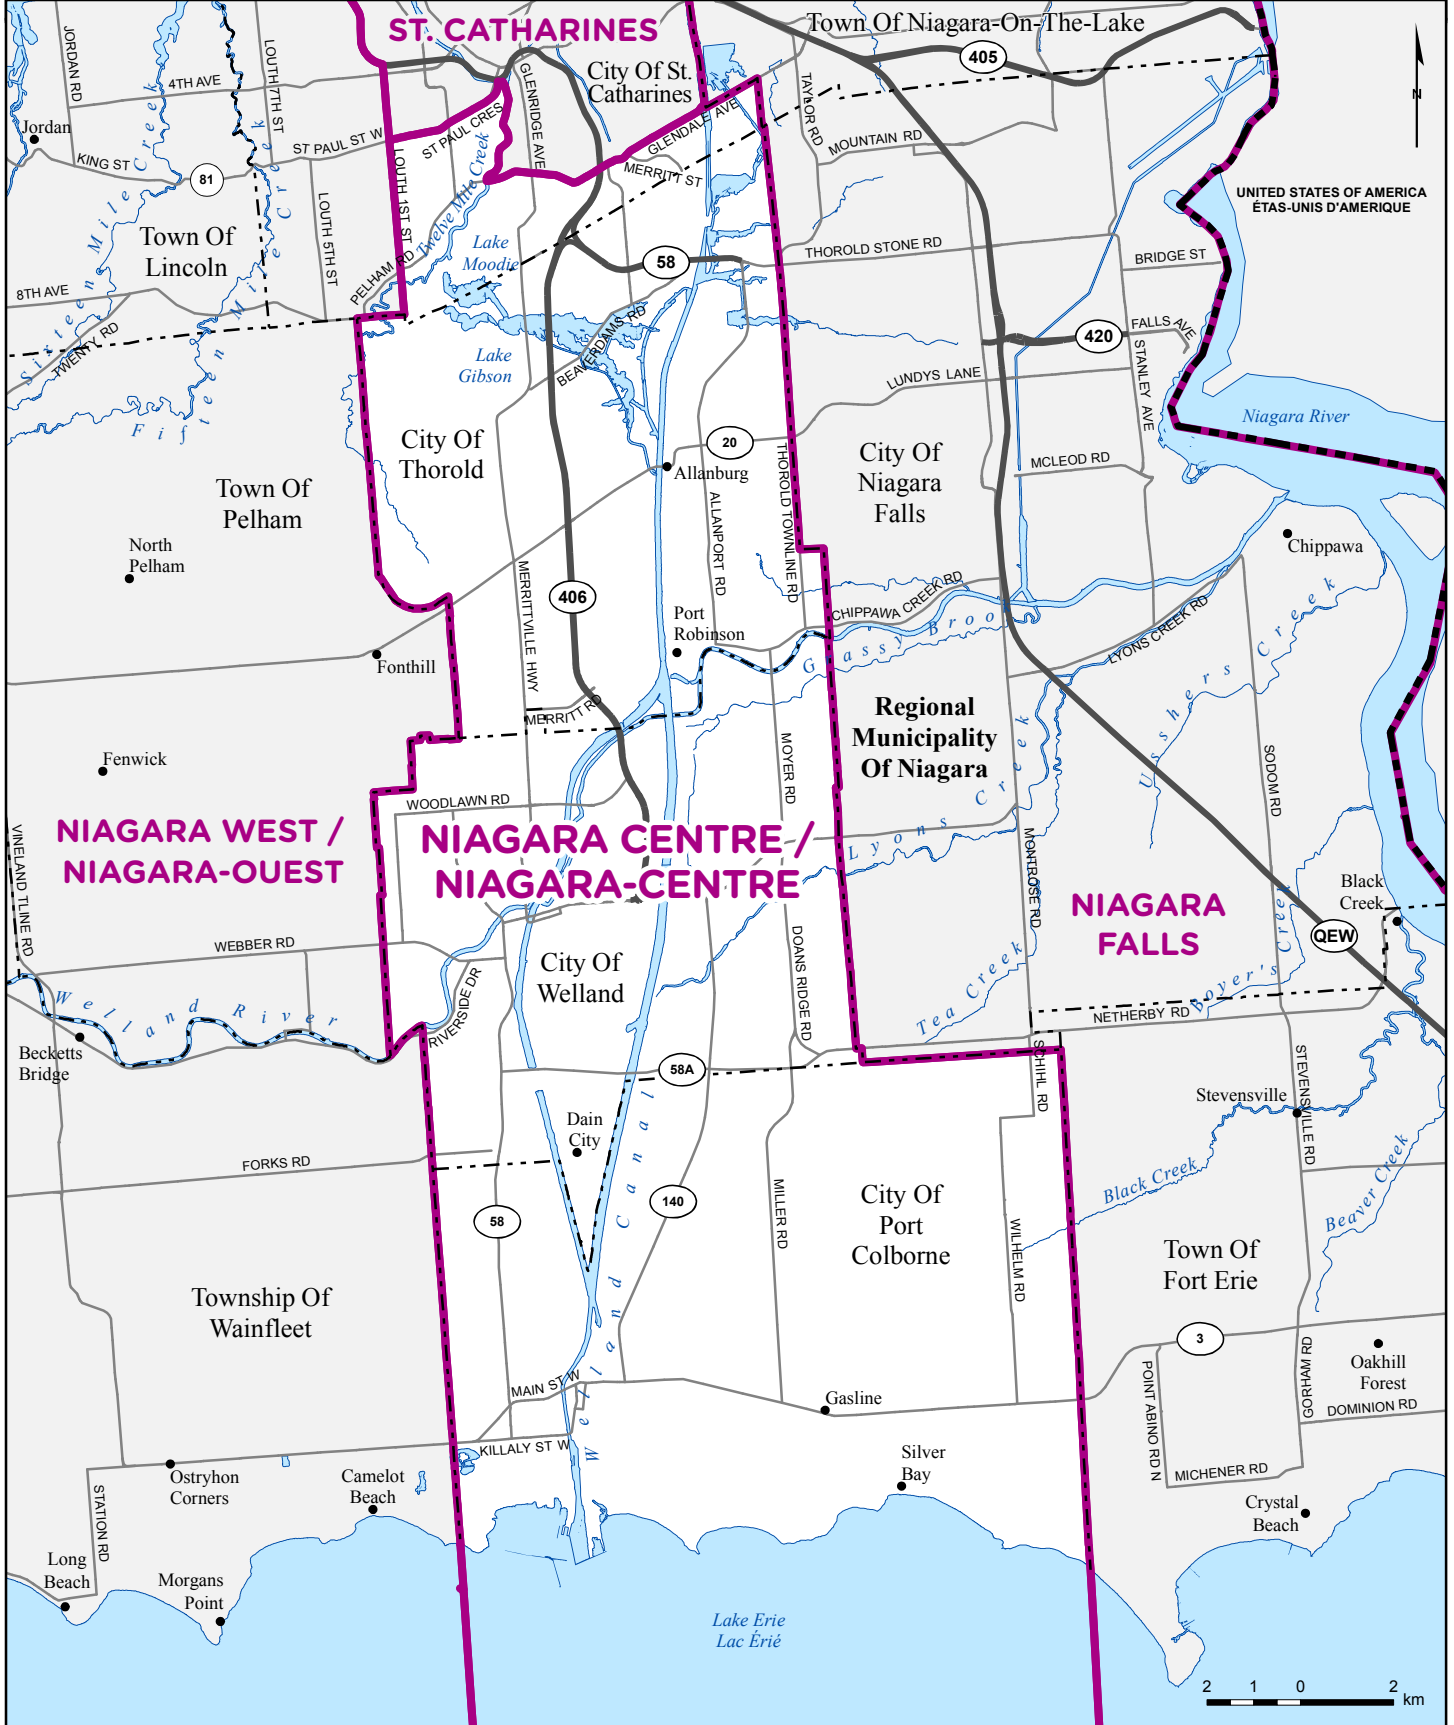 ST. CATHARINES
Town Of Niagara-On-The-Lake
405
City Of St.
Catharines
JORDAN RD
4TH AVE
LOUTH 7TH ST
GLENRIDGE AVE
TAYLOR RD
N
Jordan
KING ST
81
ST PAUL ST W
ST PAUL CRES
GLENDALE AVE
MERRITT ST
MOUNTAIN RD
UNITED STATES OF AMERICA
ÉTAS-UNIS D'AMERIQUE
Sixteen Mile Creek
Fifteen Mile Creek
Twelve Mile Creek
LOUTH 5TH ST
LOUTH 1ST ST
Town Of
Lincoln
PELHAM RD
Lake
Moodie
58
THOROLD STONE RD
BRIDGE ST
8TH AVE
TWENTY RD
BEAVERDAMS RD
Lake
Gibson
420
FALLS AVE
STANLEY AVE
LUNDYS LANE
Niagara River
City Of
Thorold
20
Allanburg
City Of
Niagara
Falls
MCLEOD RD
Town Of
Pelham
ALLANPORT RD
THOROLD TOWNLINE RD
North
Pelham
Chippawa
MERRITTVILLE HWY
406
CHIPPAWA CREEK RD
Port
Robinson
Grassy Brook
LYONS CREEK RD
Usshers Creek
Fonthill
MERRITT RD
Regional
Municipality
Of Niagara
Fenwick
MOYER RD
SODOM RD
WOODLAWN RD
VINELAND TLINE RD
NIAGARA WEST /
NIAGARA-OUEST
NIAGARA CENTRE /
NIAGARA-CENTRE
Lyons Creek
MONTROSE RD
NIAGARA
FALLS
Black
Creek
QEW
WEBBER RD
City Of
Welland
DOANS RIDGE RD
Tea Creek
Boyer's Creek
Welland River
RIVERSIDE DR
NETHERBY RD
Becketts
Bridge
58A
SCHIHL RD
STEVENSVILLE RD
Stevensville
Dain
City
Welland Canal
FORKS RD
Black Creek
Beaver Creek
58
140
MILLER RD
City Of
Port
Colborne
WILHELM RD
Town Of
Fort Erie
Township Of
Wainfleet
3
POINT ABINO RD N
GORHAM RD
Oakhill
Forest
MAIN ST W
Gasline
DOMINION RD
KILLALY ST W
Silver
Bay
MICHENER RD
Ostryhon
Corners
Camelot
Beach
STATION RD
Crystal
Beach
Long
Beach
Morgans
Point
Lake Erie
Lac Érié
2 1 0 2
km